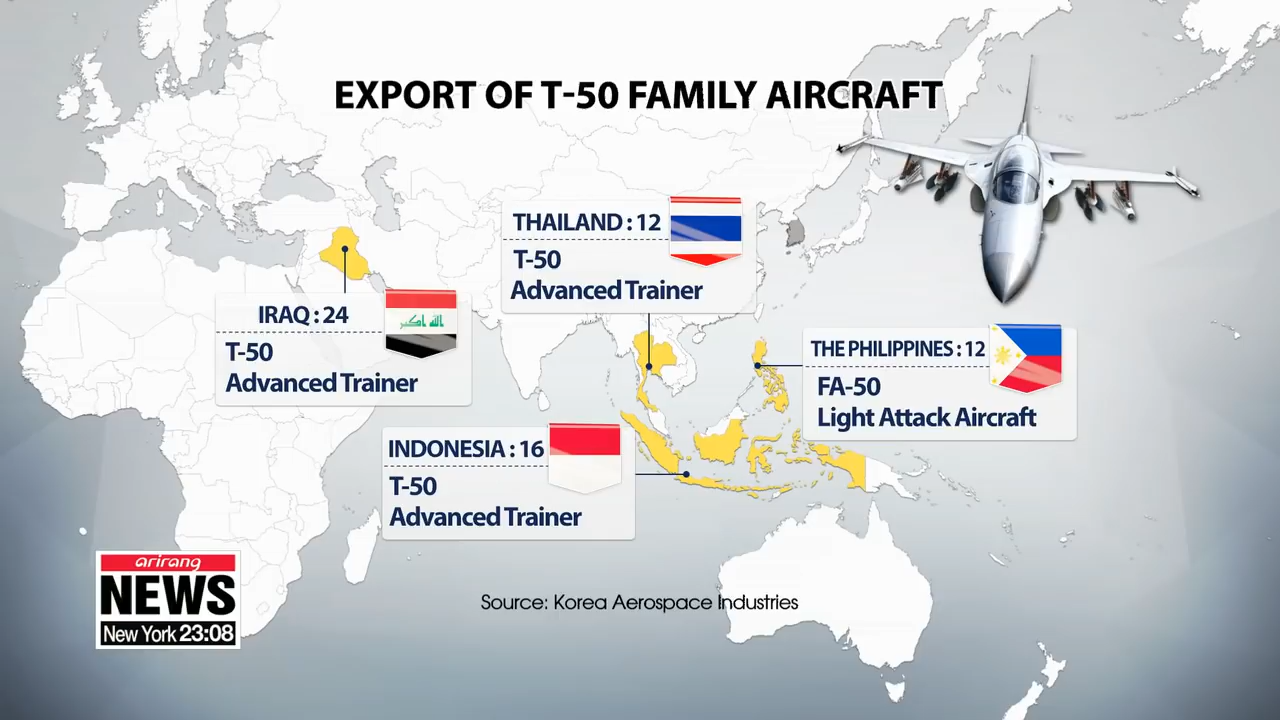 EXPORT OF T-50 FAMILY AIRCRAFT
THAILAND : 12
T-50
Advanced Trainer
IRAQ : 24
الله اكبر
T-50
Advanced Trainer
THE PHILIPPINES : 12
FA-50
Light Attack Aircraft
INDONESIA : 16
T-50
Advanced Trainer
arirang
NEWS
New York 23:08
Source: Korea Aerospace Industries